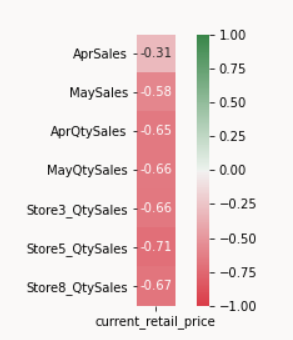 AprSales -0.31
MaySales -0.58
AprQtySales -0.65
MayQtySales -0.66
Store3_QtySales -0.66
Store5_QtySales -0.71
Store8_QtySales -0.67
current_retail_price
1.00
0.75
0.50
0.25
0.00
-0.25
-0.50
-0.75
-1.00